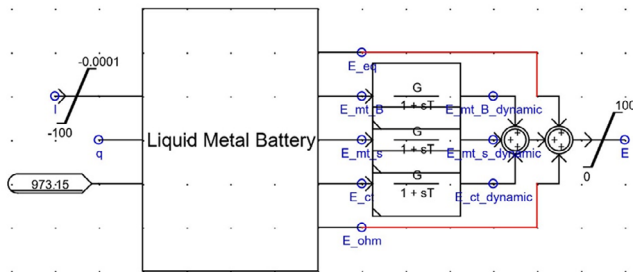 -0.0001
I
-100
q
973.15
Liquid Metal Battery
E_eq
E_mt_B
E_mt_s
E_ct
E_ohm
G
1 + sT
G
1 + sT
G
1 + sT
E_mt_B_dynamic
E_mt_s_dynamic
E_ct_dynamic
100
0
E